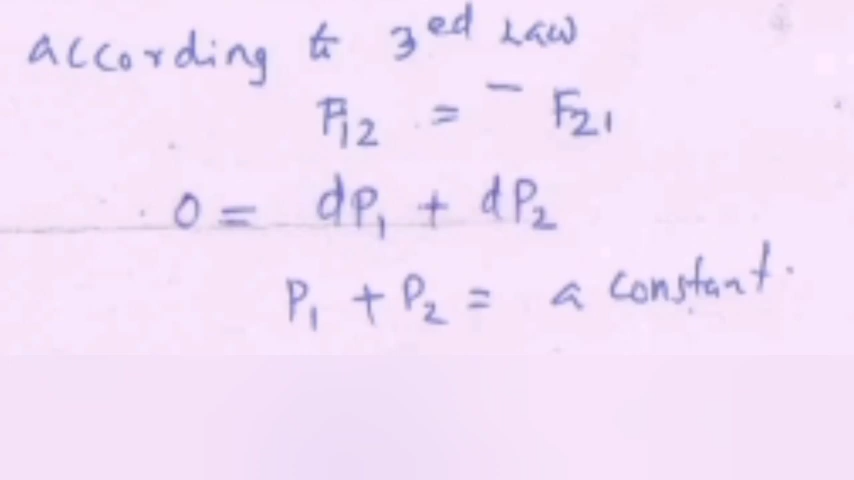 according to 3ed Law
F12 = - F21
0 = dP1 + dP2
P1 + P2 = a constant.